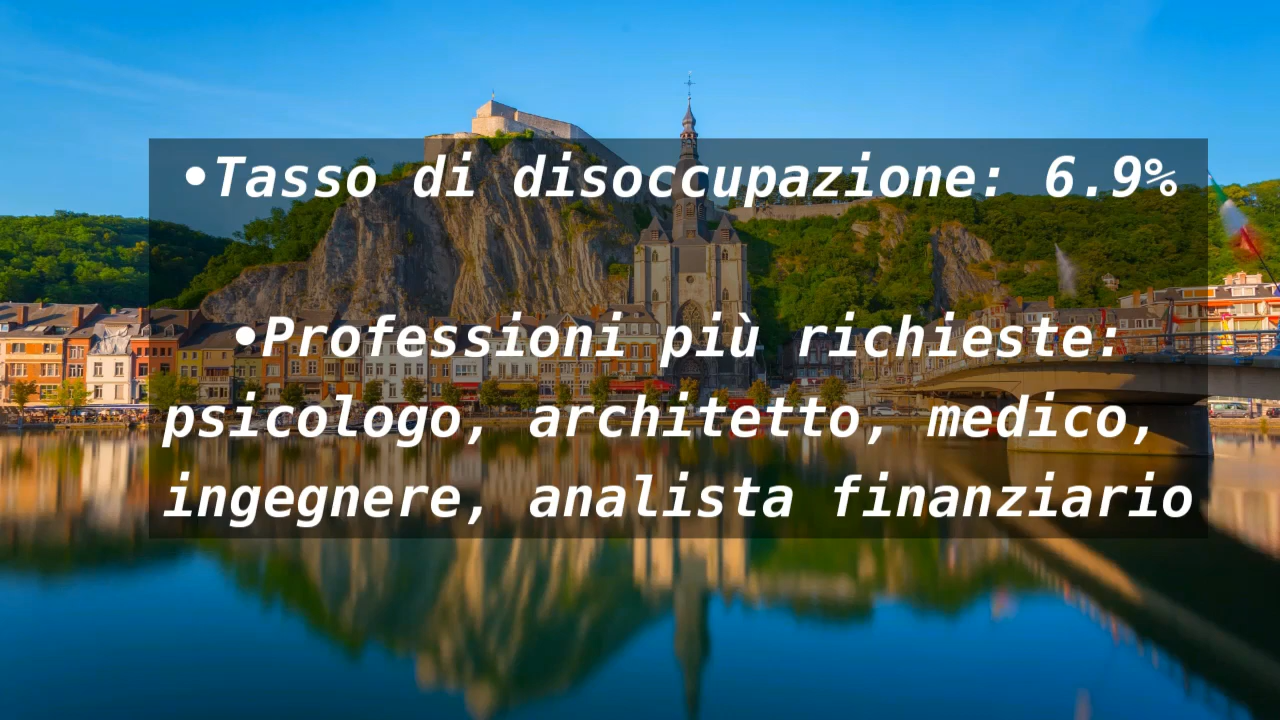 •Tasso di disoccupazione: 6.9%
•Professioni più richieste:
psicologo, architetto, medico,
ingegnere, analista finanziario